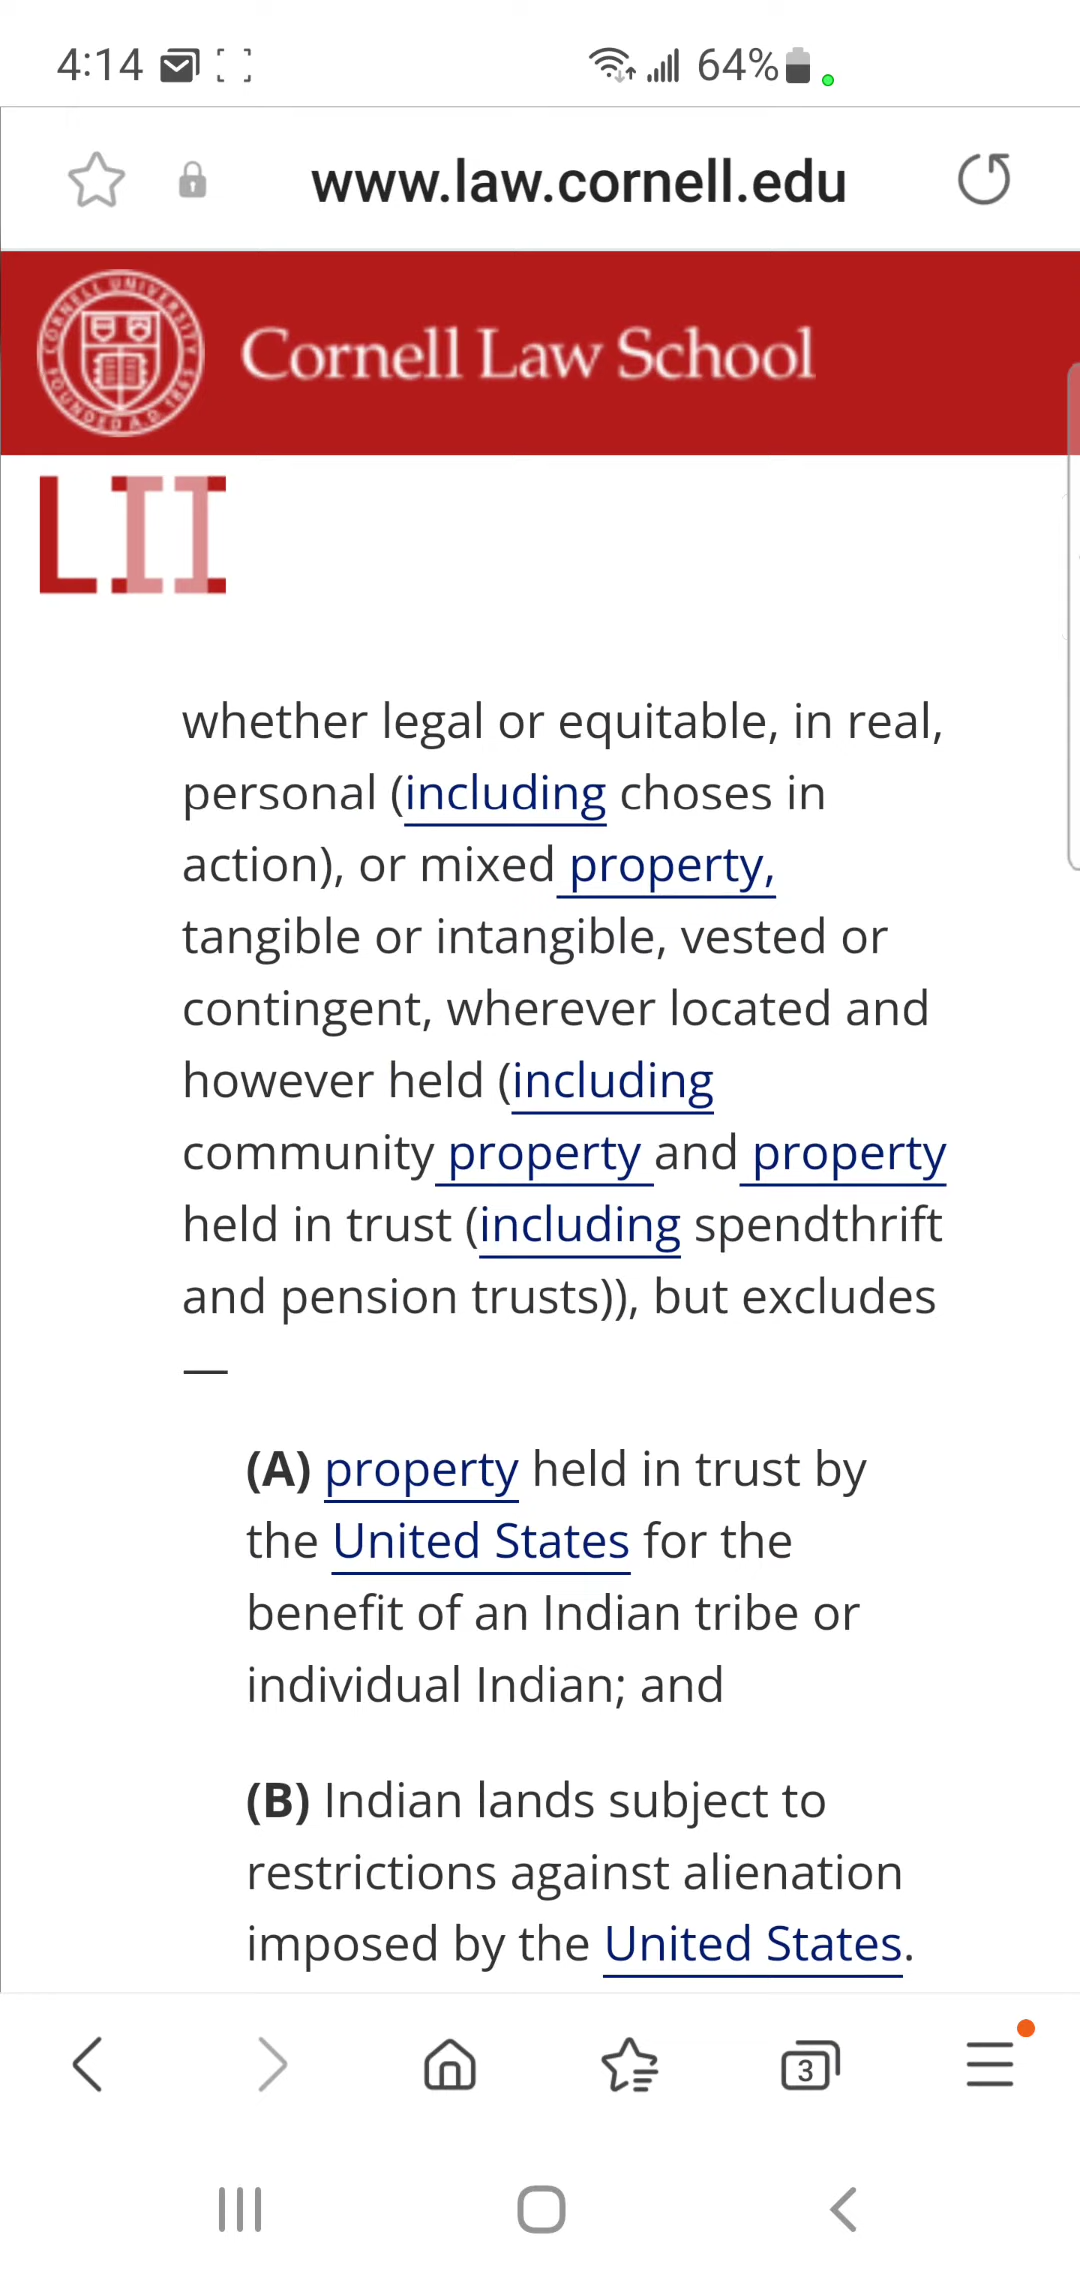 4:14 64%
www.law.cornell.edu
CORNELL UNIVERSITY FOUNDED A.D. 1865
Cornell Law School
LII
whether legal or equitable, in real,
personal (including choses in
action), or mixed property,
tangible or intangible, vested or
contingent, wherever located and
however held (including
community property and property
held in trust (including spendthrift
and pension trusts)), but excludes
—
(A) property held in trust by
the United States for the
benefit of an Indian tribe or
individual Indian; and
(B) Indian lands subject to
restrictions against alienation
imposed by the United States.
3